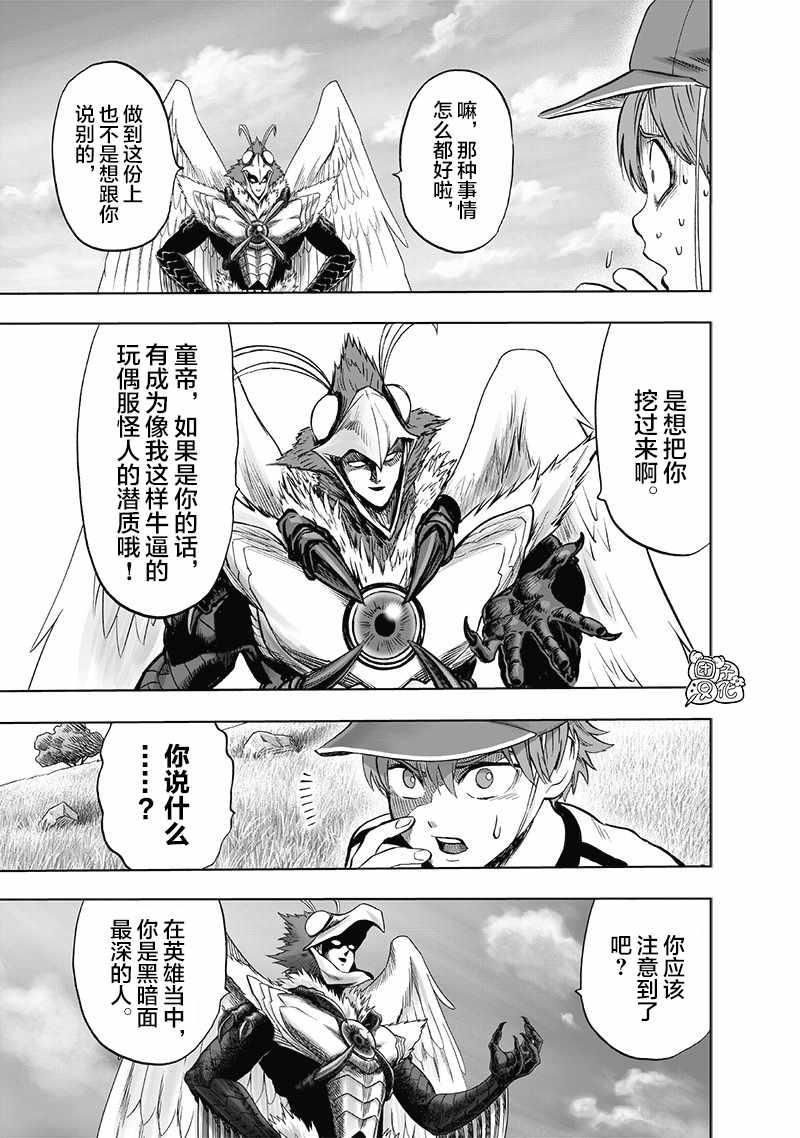 嘛，那种事情
怎么都好啦，
做到这份上
也不是想跟你
说别的，
是想把你
挖过来啊。
童帝，如果是你的话，
有成为像我这样牛逼的
玩偶服怪人的潜质哦！
你说什么
……？
你应该
注意到了
吧？
在英雄当中，
你是黑暗面
最深的人。